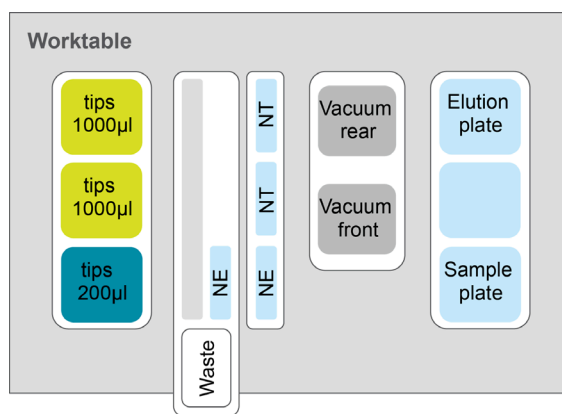 Worktable
tips
1000µl
tips
1000µl
tips
200µl
NE
Waste
NT
NT
NE
Vacuum
rear
Vacuum
front
Elution
plate
Sample
plate